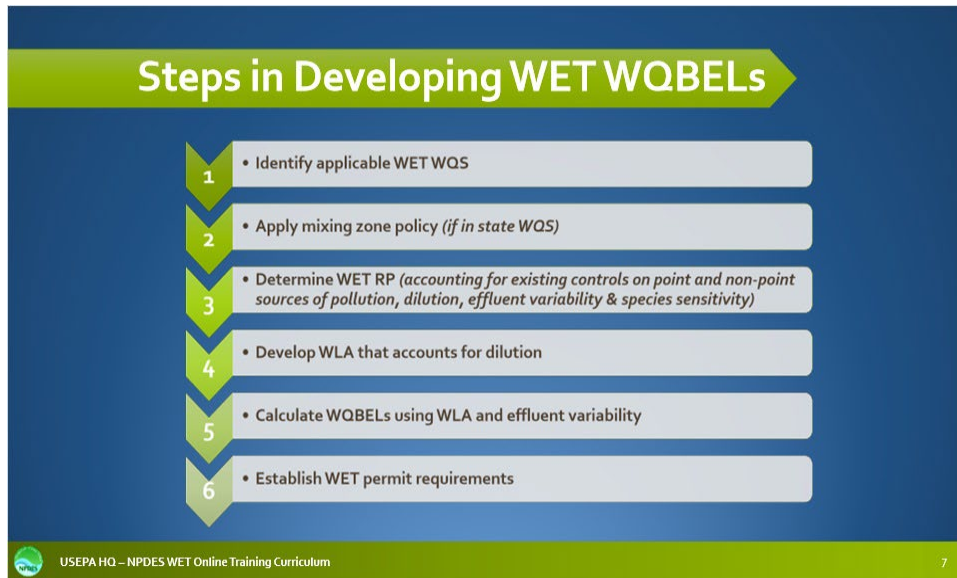 Steps in Developing WET WQBELs
1
• Identify applicable WET WQS
2
• Apply mixing zone policy (if in state WQS)
3
• Determine WET RP (accounting for existing controls on point and non-point
sources of pollution, dilution, effluent variability & species sensitivity)
4
• Develop WLA that accounts for dilution
5
• Calculate WQBELs using WLA and effluent variability
6
• Establish WET permit requirements
NPDES
USEPA HQ – NPDES WET Online Training Curriculum
7